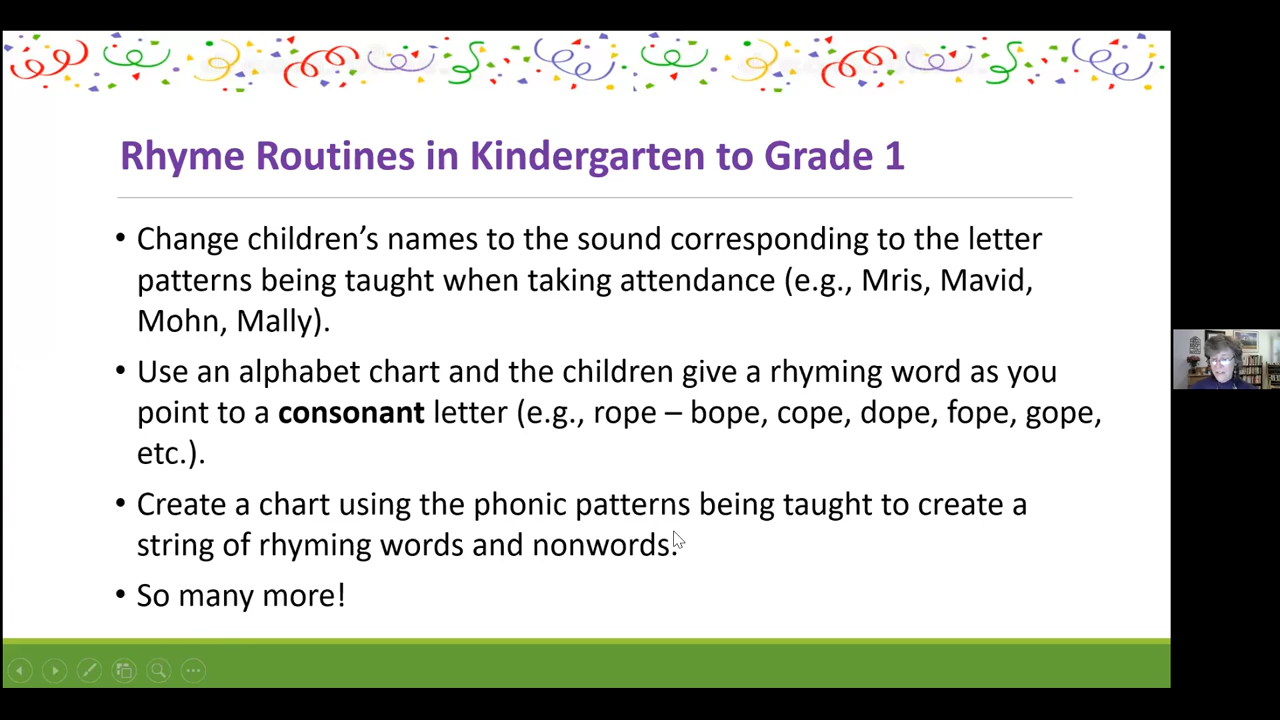 Rhyme Routines in Kindergarten to Grade 1
• Change children’s names to the sound corresponding to the letter
patterns being taught when taking attendance (e.g., Mris, Mavid,
Mohn, Mally).
• Use an alphabet chart and the children give a rhyming word as you
point to a consonant letter (e.g., rope – bope, cope, dope, fope, gope,
etc.).
• Create a chart using the phonic patterns being taught to create a
string of rhyming words and nonwords.
• So many more!